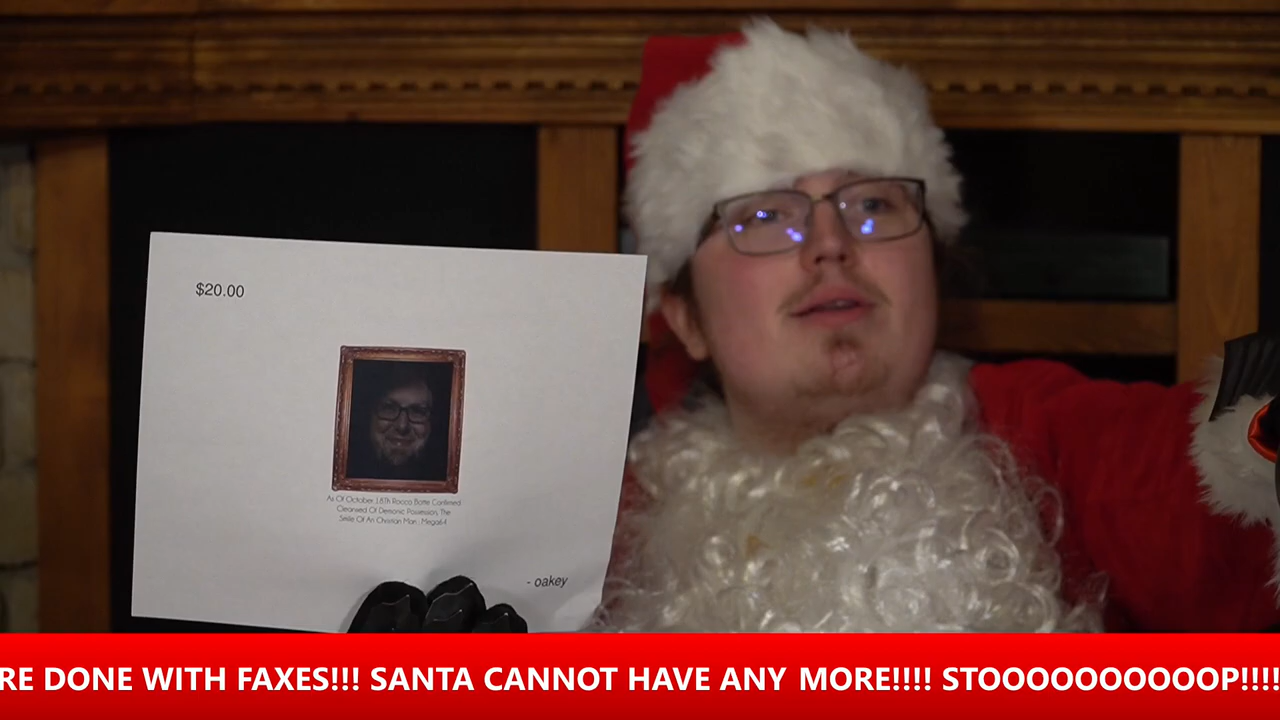 $20.00
As Of October 18Th Rocco Botte Confirmed
Cleansed Of Demonic Possession, The
Smile Of An Christian Man : Mega64
- oakey
RE DONE WITH FAXES!!! SANTA CANNOT HAVE ANY MORE!!!! STOOOOOOOOOOP!!!!